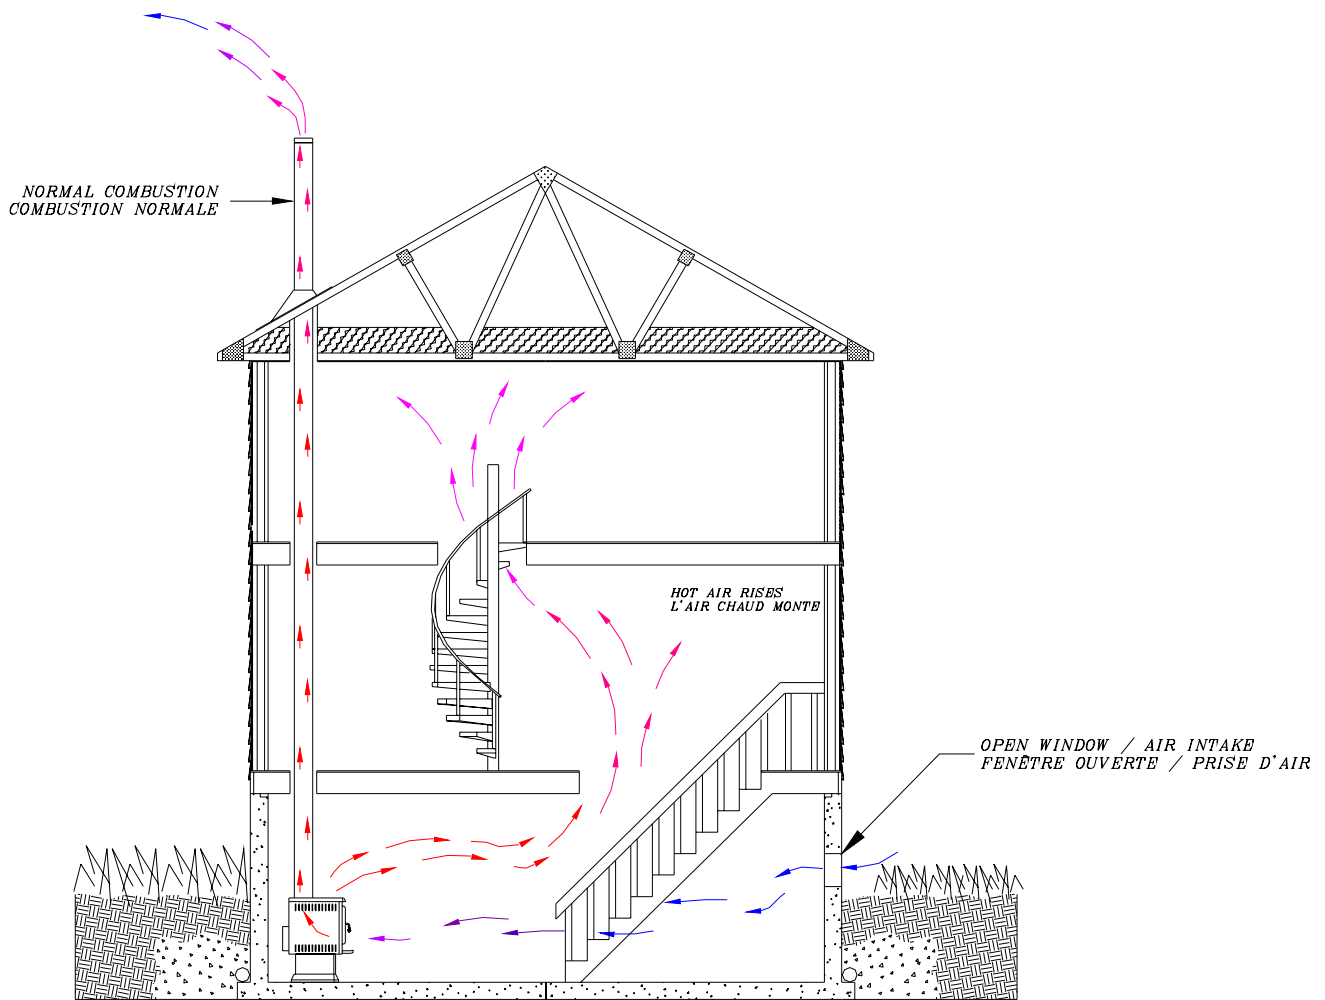 NORMAL COMBUSTION
COMBUSTION NORMALE
HOT AIR RISES
L'AIR CHAUD MONTE
OPEN WINDOW / AIR INTAKE
FENÊTRE OUVERTE / PRISE D'AIR